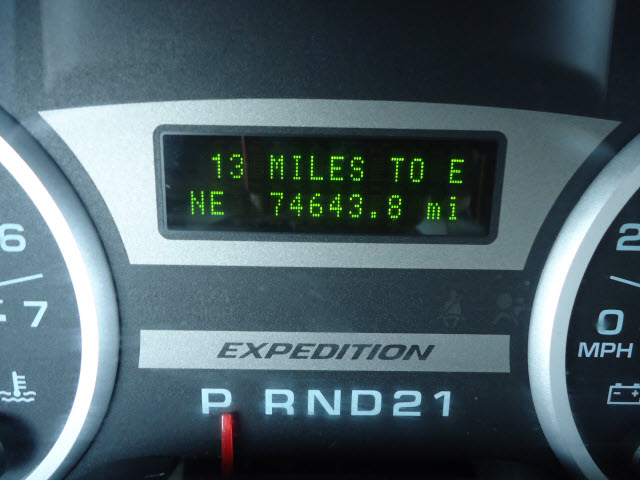 13 MILES TO E
NE 74643.8 mi
6
7
2
0
MPH
EXPEDITION
P RND21